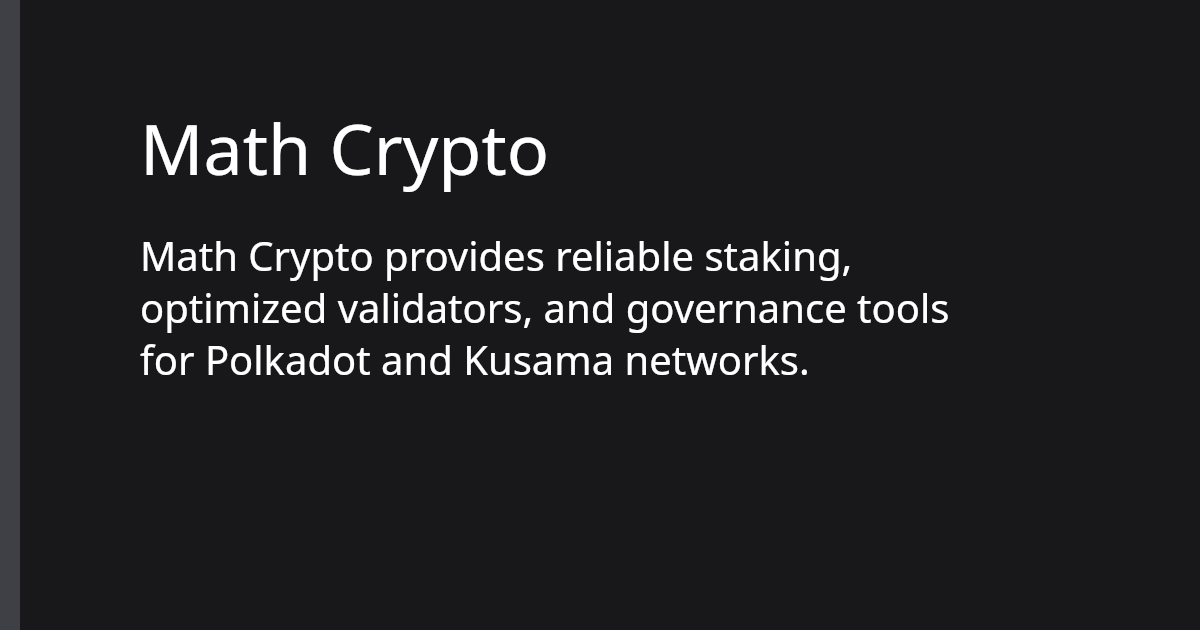 Math Crypto
Math Crypto provides reliable staking,
optimized validators, and governance tools
for Polkadot and Kusama networks.